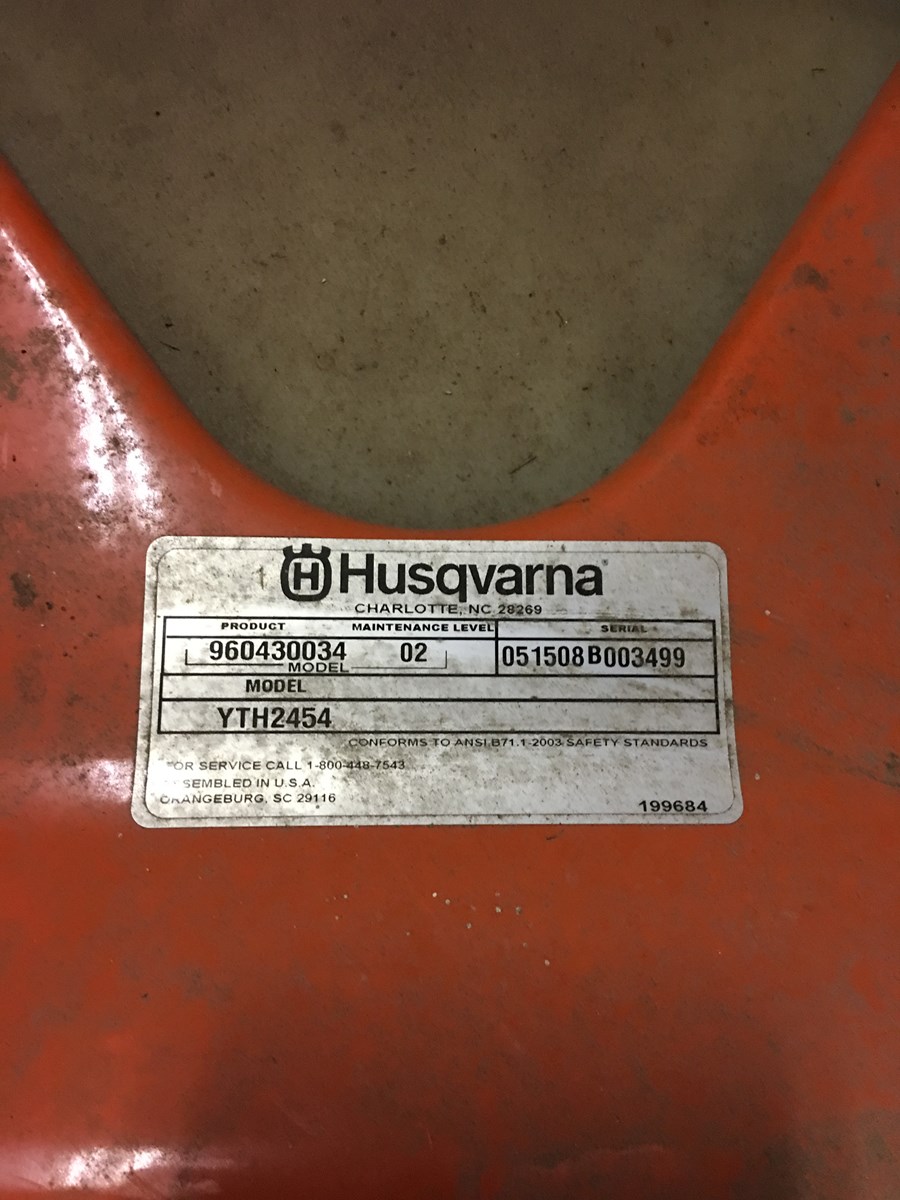 Husqvarna
CHARLOTTE, NC 28269
PRODUCT MAINTENANCE LEVEL SERIAL
960430034 02 051508B003499
MODEL
MODEL
YTH2454
CONFORMS TO ANSI B71.1-2003 SAFETY STANDARDS
FOR SERVICE CALL 1-800-448-7543
SEMBLED IN U.S.A.
ORANGEBURG, SC 29116
199684